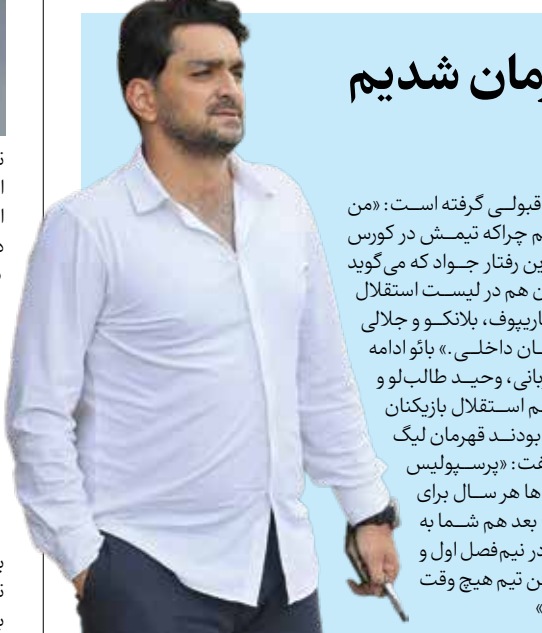 رمان شدیم
قبولی گرفته است: «من
م چراکه تیمش در کورس
ین رفتار جواد که می‌گوید
ن هم در لیست استقلال
اریپوف، بلانکو و جلالی
ان داخلی.» بائو ادامه
بانی، وحید طالب‌لو و
م استقلال بازیکنان
بودند قهرمان لیگ
فت: «پرسپولیس
ها هر سال برای
بعد هم شما به
در نیم‌فصل اول و
ن تیم هیچ وقت
»